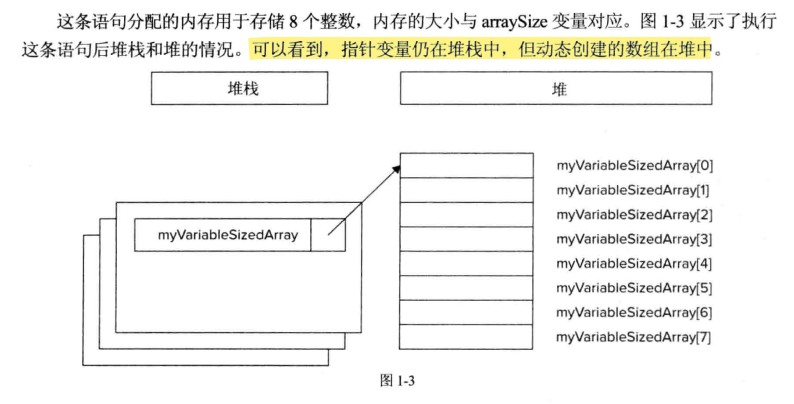 这条语句分配的内存用于存储 8 个整数，内存的大小与 arraySize 变量对应。图 1-3 显示了执行
这条语句后堆栈和堆的情况。可以看到，指针变量仍在堆栈中，但动态创建的数组在堆中。
堆栈
堆
myVariableSizedArray
myVariableSizedArray[0]
myVariableSizedArray[1]
myVariableSizedArray[2]
myVariableSizedArray[3]
myVariableSizedArray[4]
myVariableSizedArray[5]
myVariableSizedArray[6]
myVariableSizedArray[7]
图 1-3